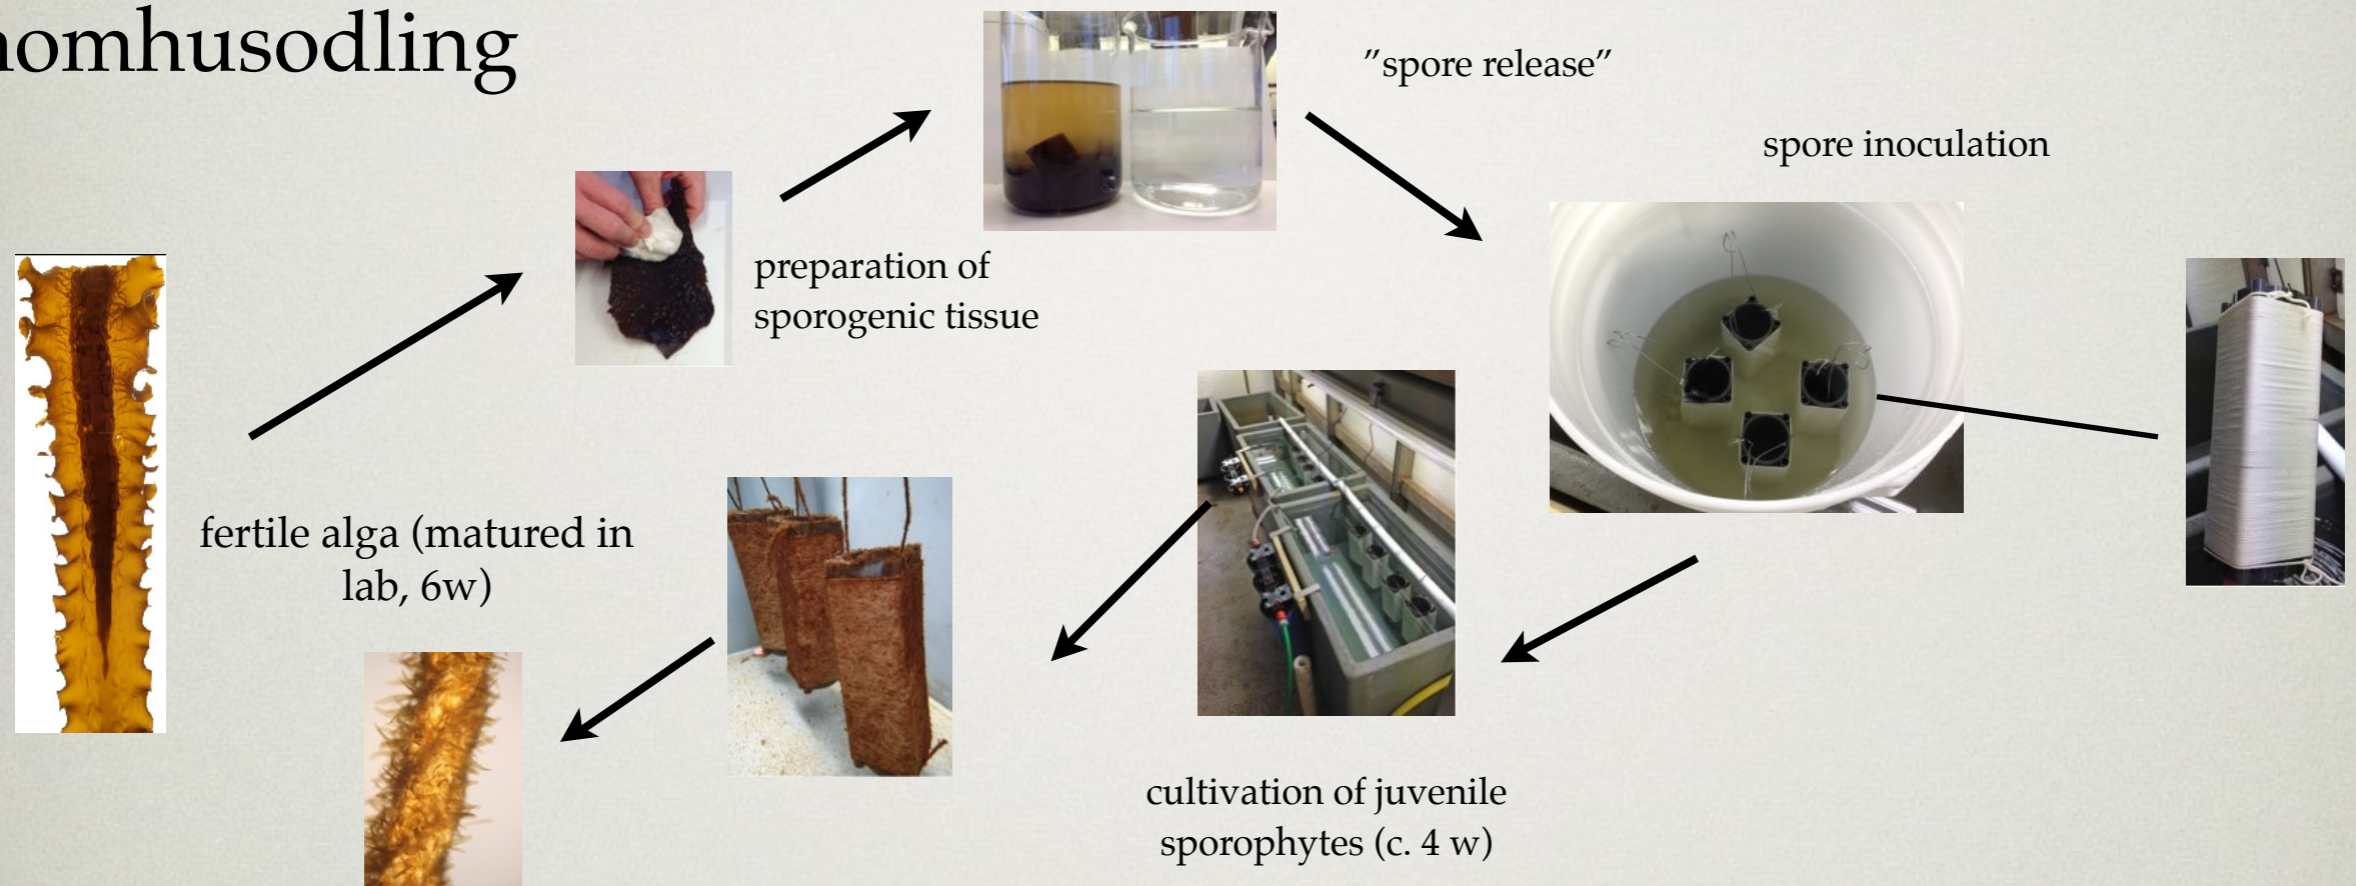 omhusodling
”spore release”
spore inoculation
preparation of
sporogenic tissue
fertile alga (matured in
lab, 6w)
cultivation of juvenile
sporophytes (c. 4 w)